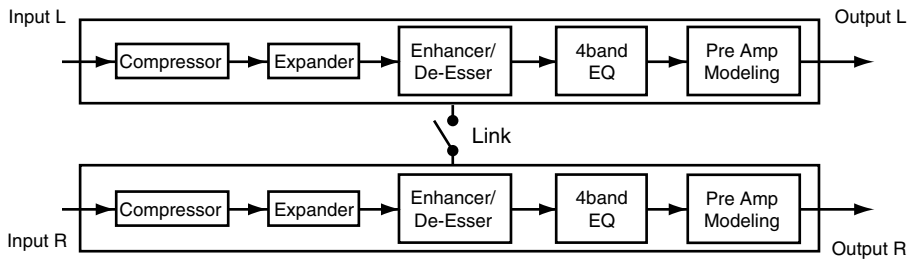 Input L
Output L
Compressor
Expander
Enhancer/
De-Esser
4band
EQ
Pre Amp
Modeling
Link
Compressor
Expander
Enhancer/
De-Esser
4band
EQ
Pre Amp
Modeling
Input R
Output R